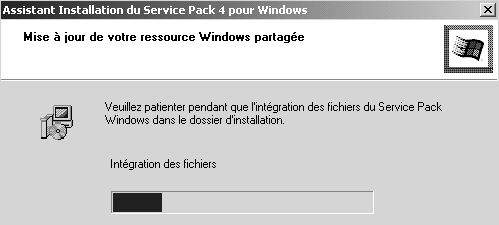 Assistant Installation du Service Pack 4 pour Windows
Mise à jour de votre ressource Windows partagée
Veuillez patienter pendant que l'intégration des fichiers du Service Pack
Windows dans le dossier d'installation.
Intégration des fichiers